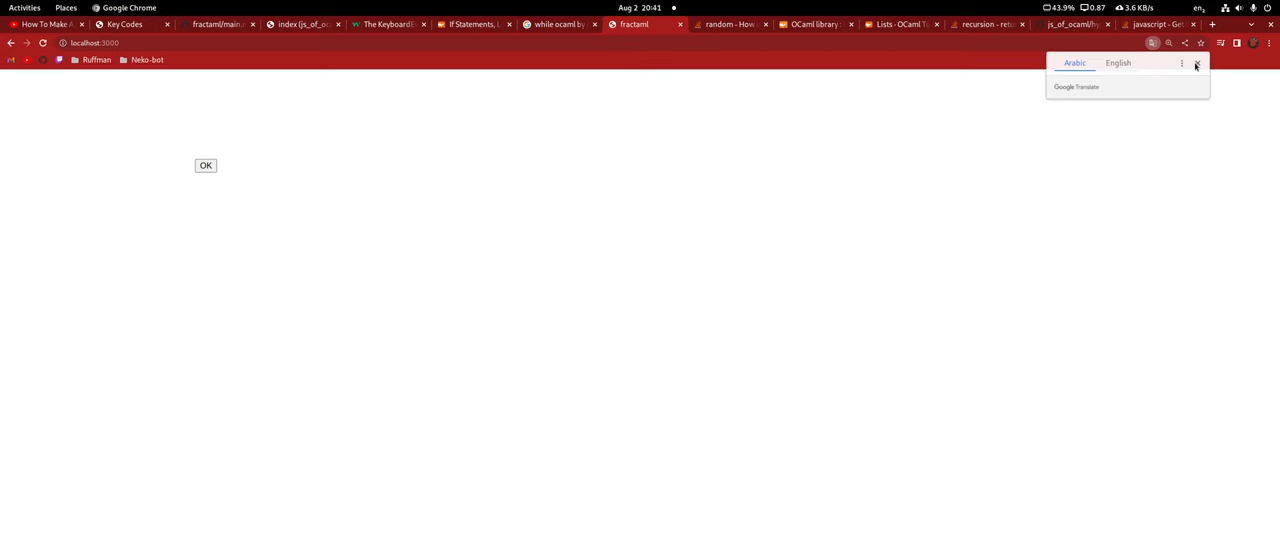 Activities Places Google Chrome Aug 2 20:41 43.9% 0.87 3.6 KB/s en₂
How To Make A Key Codes fractaml/main.m index (js_of_oca The KeyboardE If Statements, L while ocaml by fractaml random - How OCaml library : Lists - OCaml Tu recursion - retu js_of_ocaml/hy javascript - Get
localhost:3000
Ruffman Neko-bot
Arabic English
Google Translate
OK